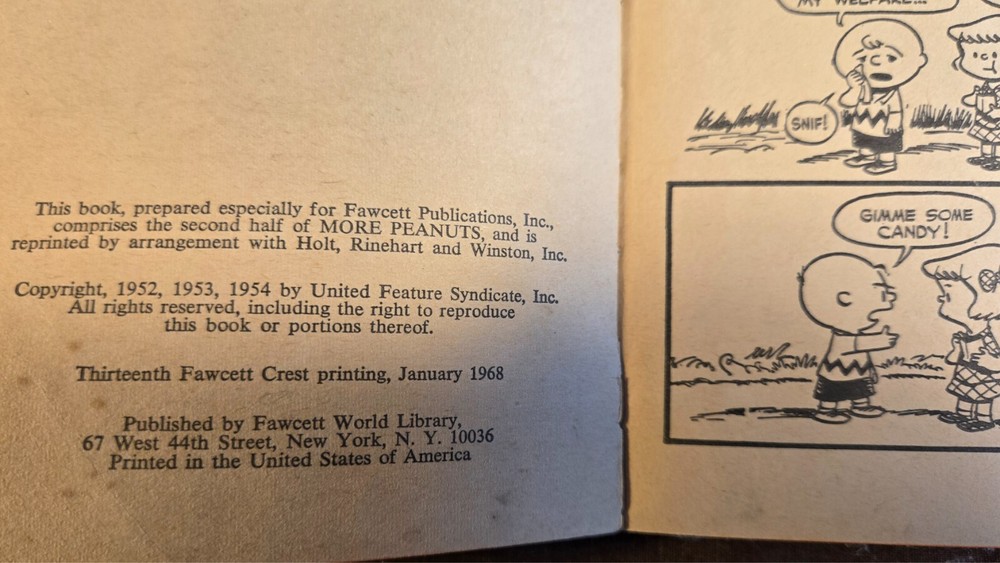 This book, prepared especially for Fawcett Publications, Inc.,
comprises the second half of MORE PEANUTS, and is
reprinted by arrangement with Holt, Rinehart and Winston, Inc.
Copyright, 1952, 1953, 1954 by United Feature Syndicate, Inc.
All rights reserved, including the right to reproduce
this book or portions thereof.
Thirteenth Fawcett Crest printing, January 1968
Published by Fawcett World Library,
67 West 44th Street, New York, N. Y. 10036
Printed in the United States of America
MY WELFARE...
SNIF!
GIMME SOME
CANDY!